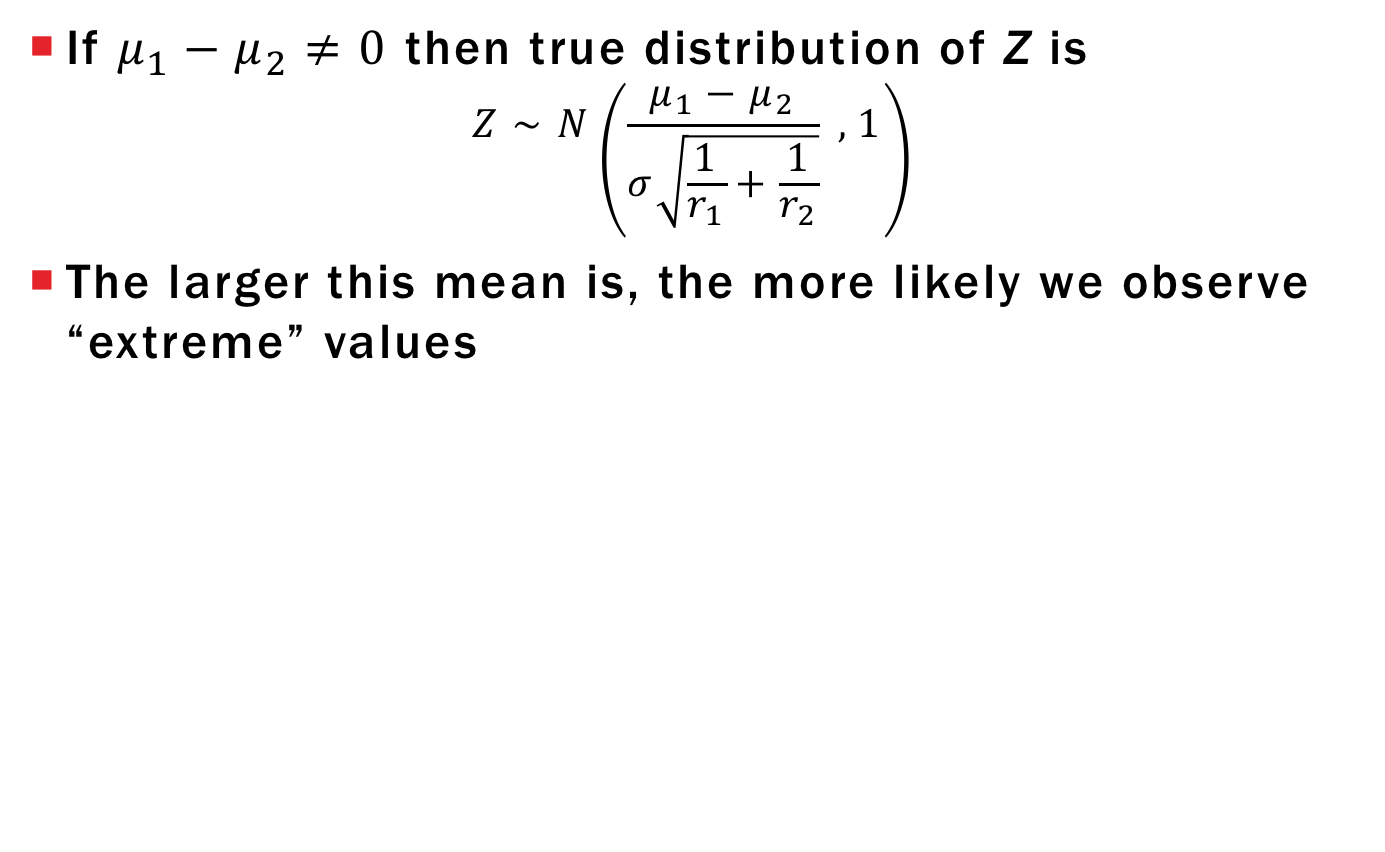 If μ₁ − μ₂ ≠ 0 then true distribution of Z is
Z ~ N ( (μ₁ − μ₂) / (σ √(1/r₁ + 1/r₂)) , 1 )
The larger this mean is, the more likely we observe
“extreme” values